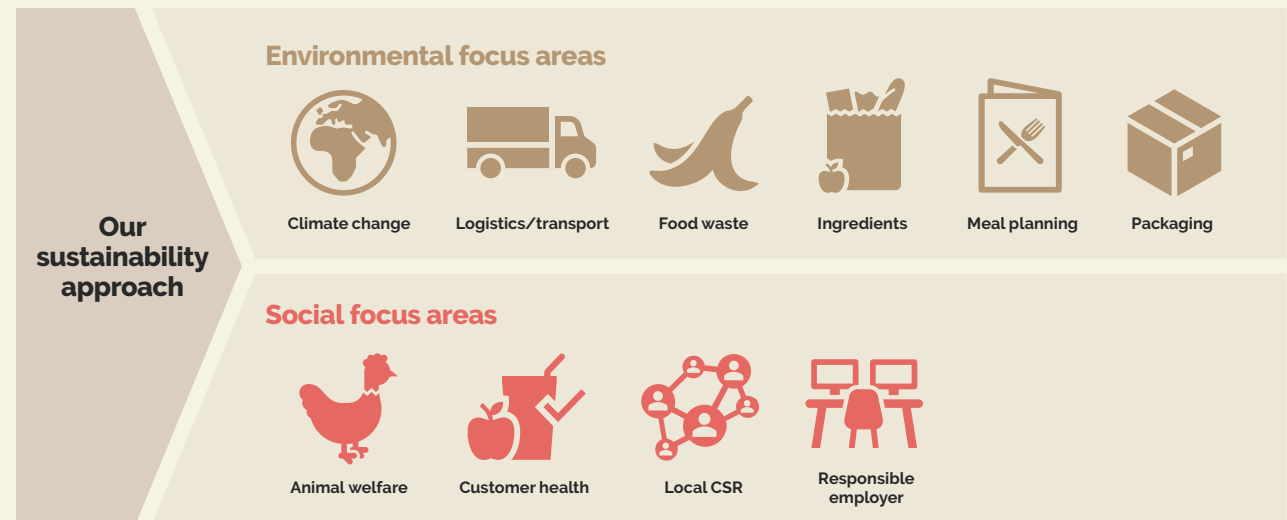 Our
sustainability
approach
Environmental focus areas
Climate change
Logistics/transport
Food waste
Ingredients
Meal planning
Packaging
Social focus areas
Animal welfare
Customer health
Local CSR
Responsible
employer